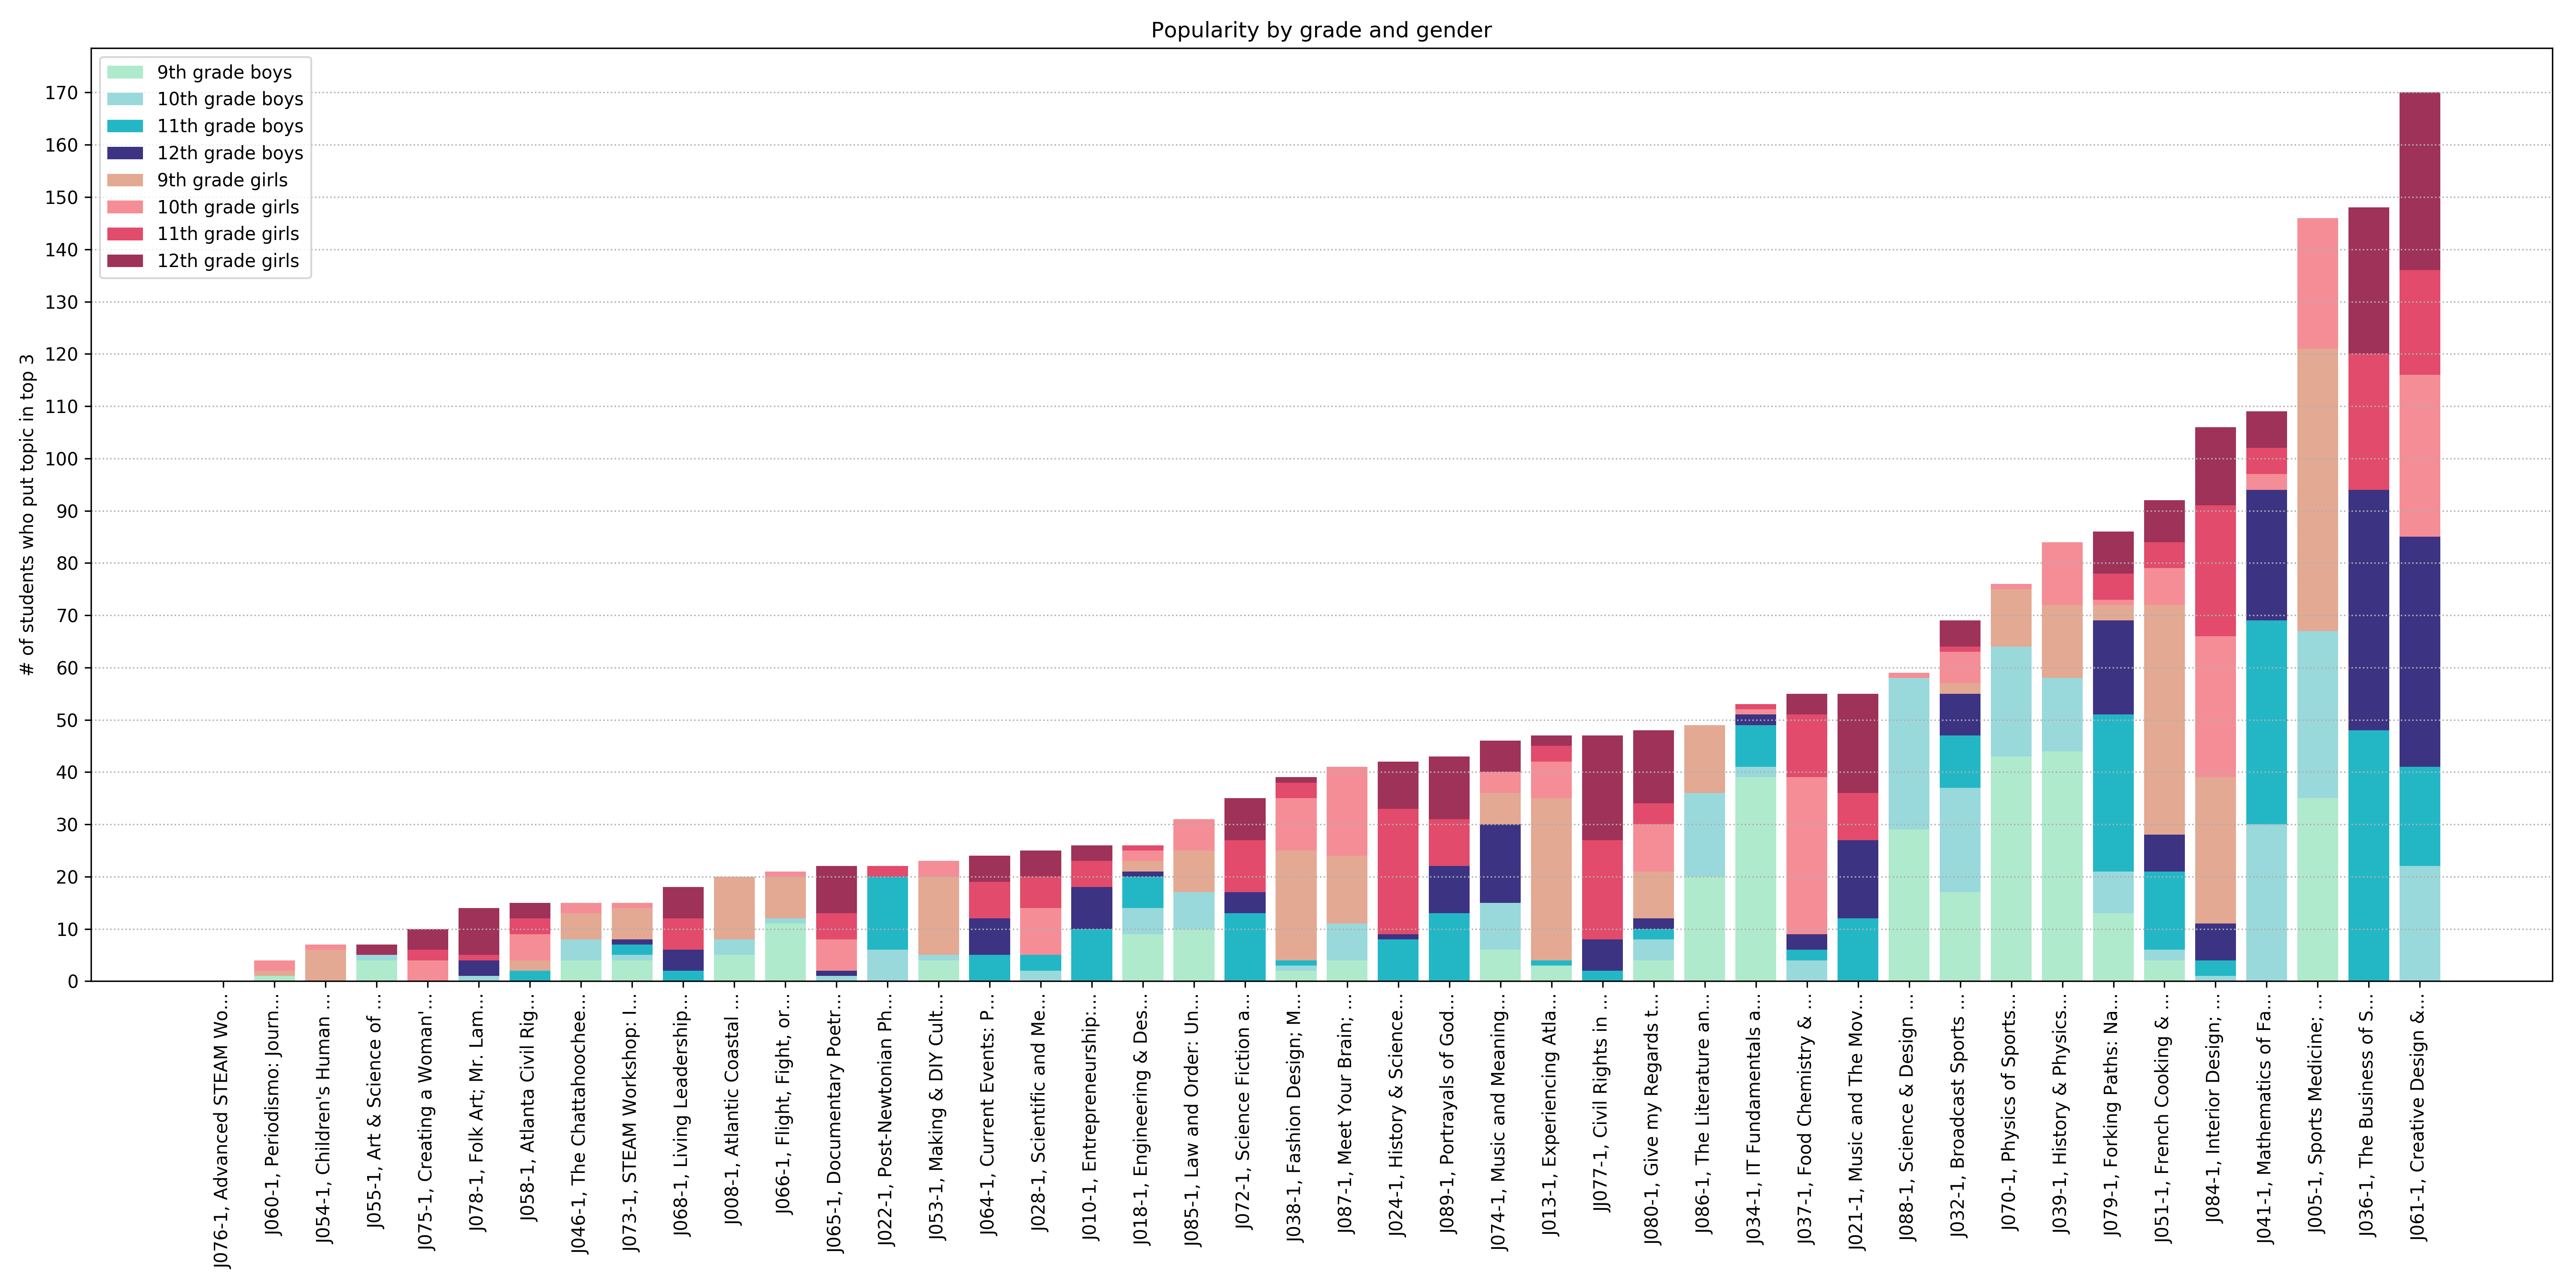 Popularity by grade and gender
9th grade boys
10th grade boys
11th grade boys
12th grade boys
9th grade girls
10th grade girls
11th grade girls
12th grade girls
# of students who put topic in top 3
170
160
150
140
130
120
110
100
90
80
70
60
50
40
30
20
10
0
J076-1, Advanced STEAM Wo...
J060-1, Periodismo: Journ...
J054-1, Children's Human ...
J055-1, Art & Science of ...
J075-1, Creating a Woman'...
J078-1, Folk Art; Mr. Lam...
J058-1, Atlanta Civil Rig...
J046-1, The Chattahoochee...
J073-1, STEAM Workshop: I...
J068-1, Living Leadership...
J008-1, Atlantic Coastal ...
J066-1, Flight, Fight, or...
J065-1, Documentary Poetr...
J022-1, Post-Newtonian Ph...
J053-1, Making & DIY Cult...
J064-1, Current Events: P...
J028-1, Scientific and Me...
J010-1, Entrepreneurship:...
J018-1, Engineering & Des...
J085-1, Law and Order: Un...
J072-1, Science Fiction a...
J038-1, Fashion Design; M...
J087-1, Meet Your Brain; ...
J024-1, History & Science...
J089-1, Portrayals of God...
J074-1, Music and Meaning...
J013-1, Experiencing Atla...
JJ077-1, Civil Rights in ...
J080-1, Give my Regards t...
J086-1, The Literature an...
J034-1, IT Fundamentals a...
J037-1, Food Chemistry & ...
J021-1, Music and The Mov...
J088-1, Science & Design ...
J032-1, Broadcast Sports ...
J070-1, Physics of Sports...
J039-1, History & Physics...
J079-1, Forking Paths: Na...
J051-1, French Cooking & ...
J084-1, Interior Design; ...
J041-1, Mathematics of Fa...
J005-1, Sports Medicine; ...
J036-1, The Business of S...
J061-1, Creative Design &...